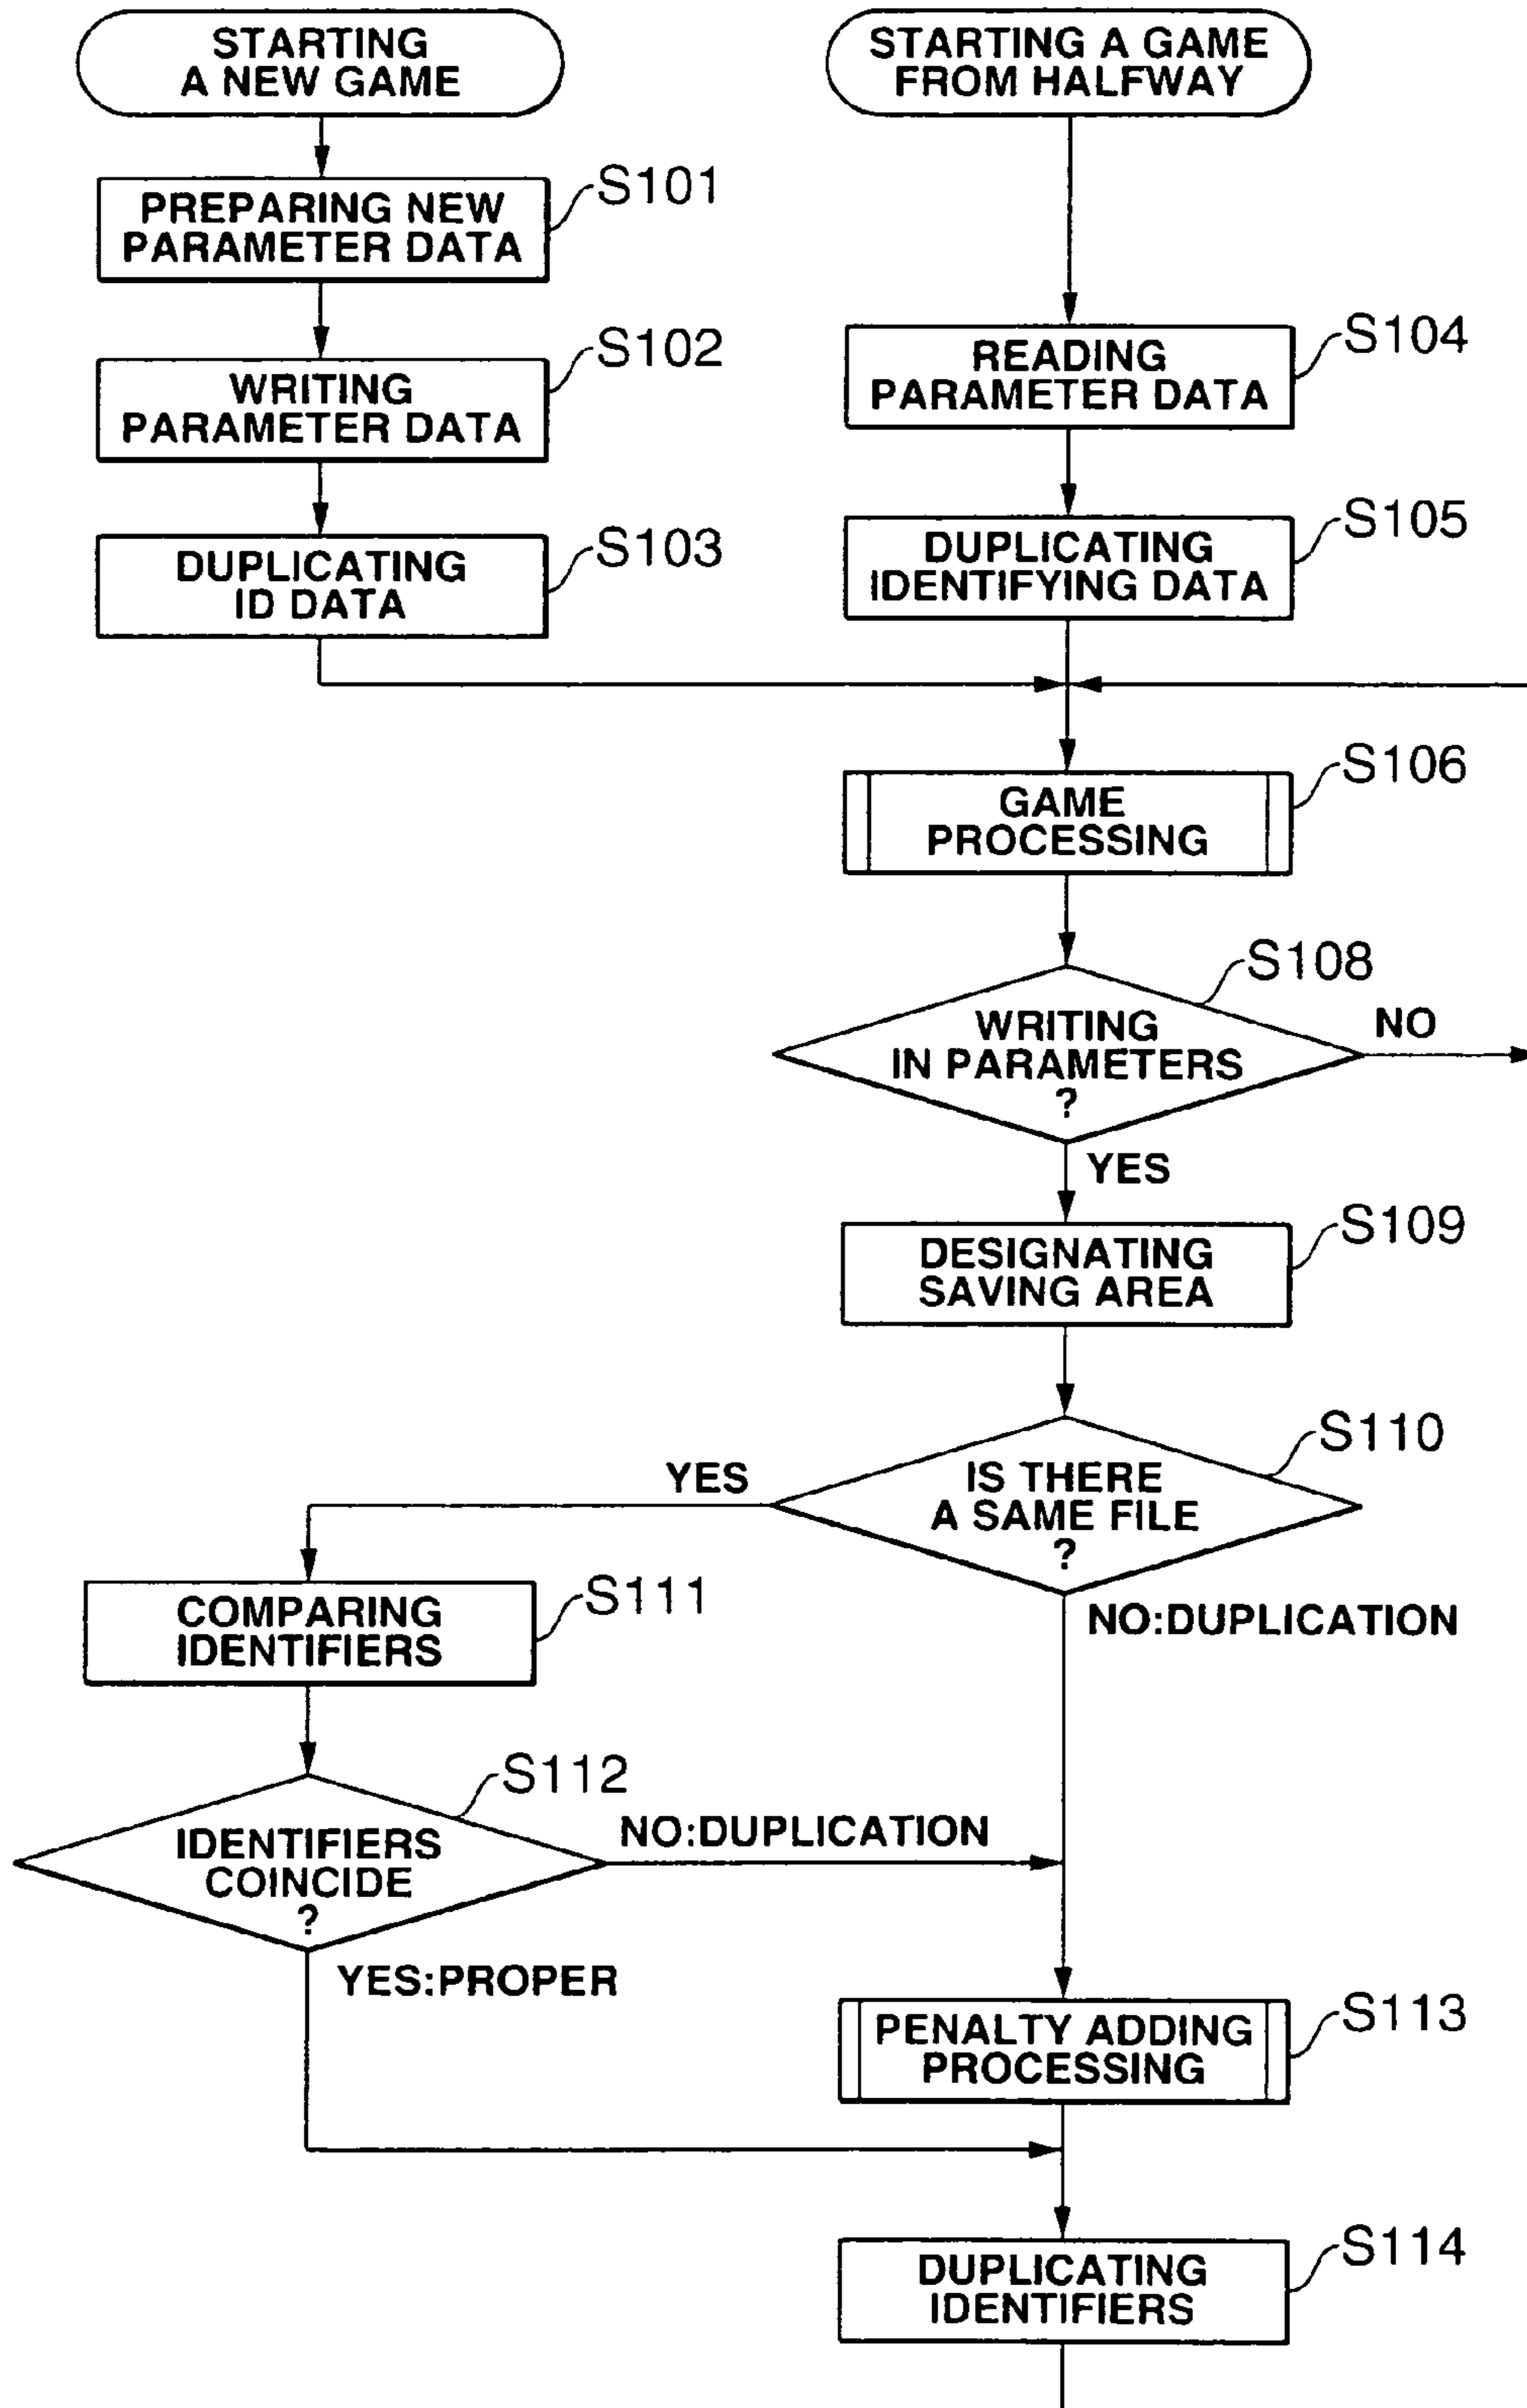 STARTING
A NEW GAME
STARTING A GAME
FROM HALFWAY
S101
PREPARING NEW
PARAMETER DATA
S102
WRITING
PARAMETER DATA
S104
READING
PARAMETER DATA
S103
DUPLICATING
ID DATA
S105
DUPLICATING
IDENTIFYING DATA
S106
GAME
PROCESSING
S108
WRITING
IN PARAMETERS
?
NO
YES
S109
DESIGNATING
SAVING AREA
S110
IS THERE
A SAME FILE
?
YES
NO:DUPLICATION
S111
COMPARING
IDENTIFIERS
S112
IDENTIFIERS
COINCIDE
?
NO:DUPLICATION
YES:PROPER
S113
PENALTY ADDING
PROCESSING
S114
DUPLICATING
IDENTIFIERS